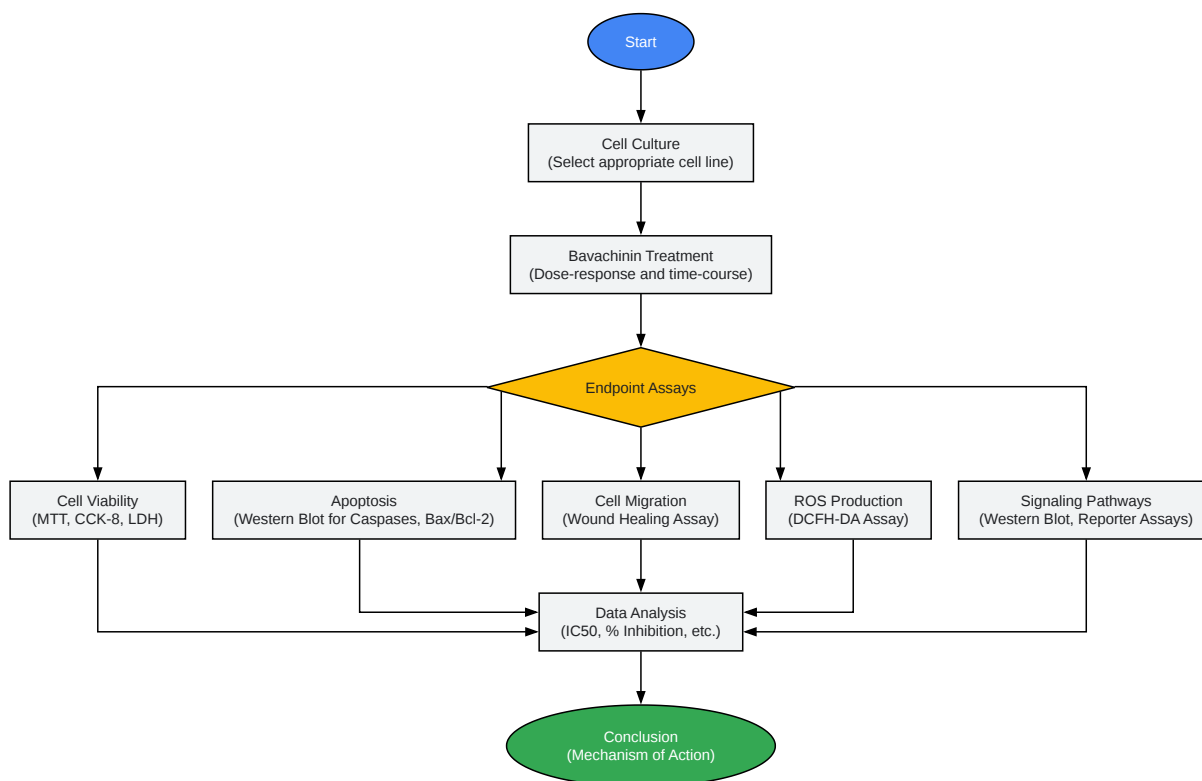 Start
Cell Culture
(Select appropriate cell line)
Bavachinin Treatment
(Dose-response and time-course)
Endpoint Assays
Cell Viability
(MTT, CCK-8, LDH)
Apoptosis
(Western Blot for Caspases, Bax/Bcl-2)
Cell Migration
(Wound Healing Assay)
ROS Production
(DCFH-DA Assay)
Signaling Pathways
(Western Blot, Reporter Assays)
Data Analysis
(IC50, % Inhibition, etc.)
Conclusion
(Mechanism of Action)